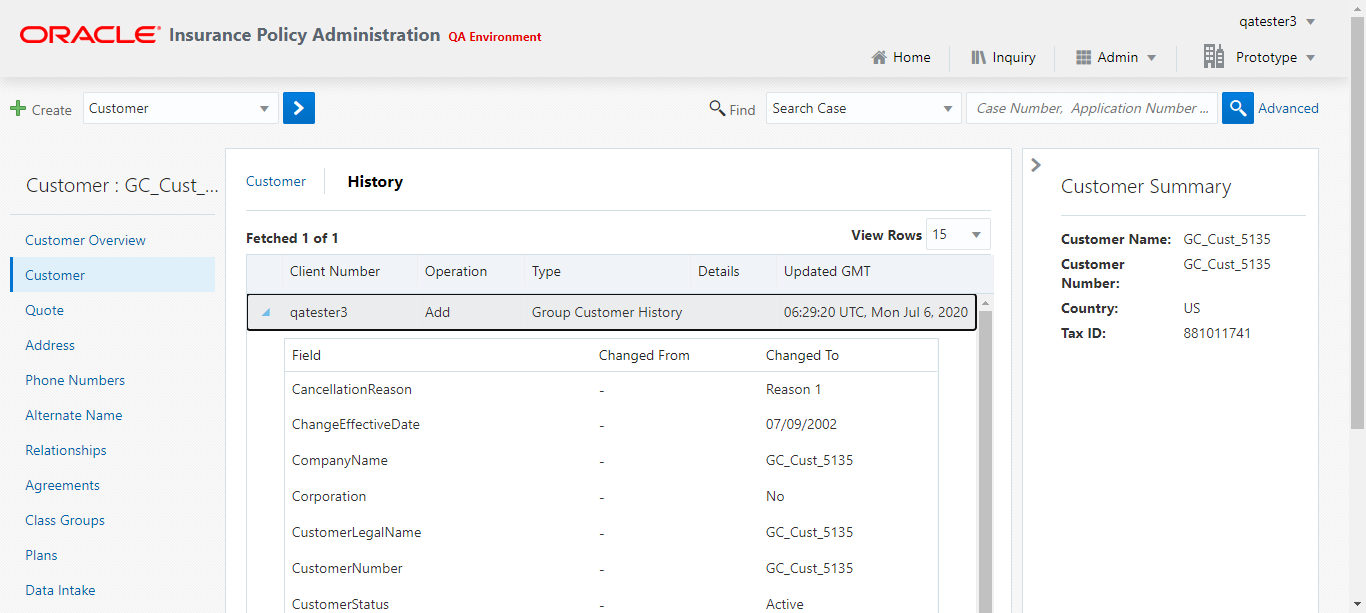 qatester3
ORACLE Insurance Policy Administration QA Environment
Home Inquiry Admin Prototype
Create Customer Find Search Case Case Number, Application Number ... Advanced
Customer : GC_Cust_...
Customer Overview
Customer
Quote
Address
Phone Numbers
Alternate Name
Relationships
Agreements
Class Groups
Plans
Data Intake
Customer History
Fetched 1 of 1 View Rows 15
Client Number Operation Type Details Updated GMT
qatester3 Add Group Customer History 06:29:20 UTC, Mon Jul 6, 2020
Field Changed From Changed To
CancellationReason - Reason 1
ChangeEffectiveDate - 07/09/2002
CompanyName - GC_Cust_5135
Corporation - No
CustomerLegalName - GC_Cust_5135
CustomerNumber - GC_Cust_5135
CustomerStatus - Active
Customer Summary
Customer Name: GC_Cust_5135
Customer GC_Cust_5135
Number:
Country: US
Tax ID: 881011741